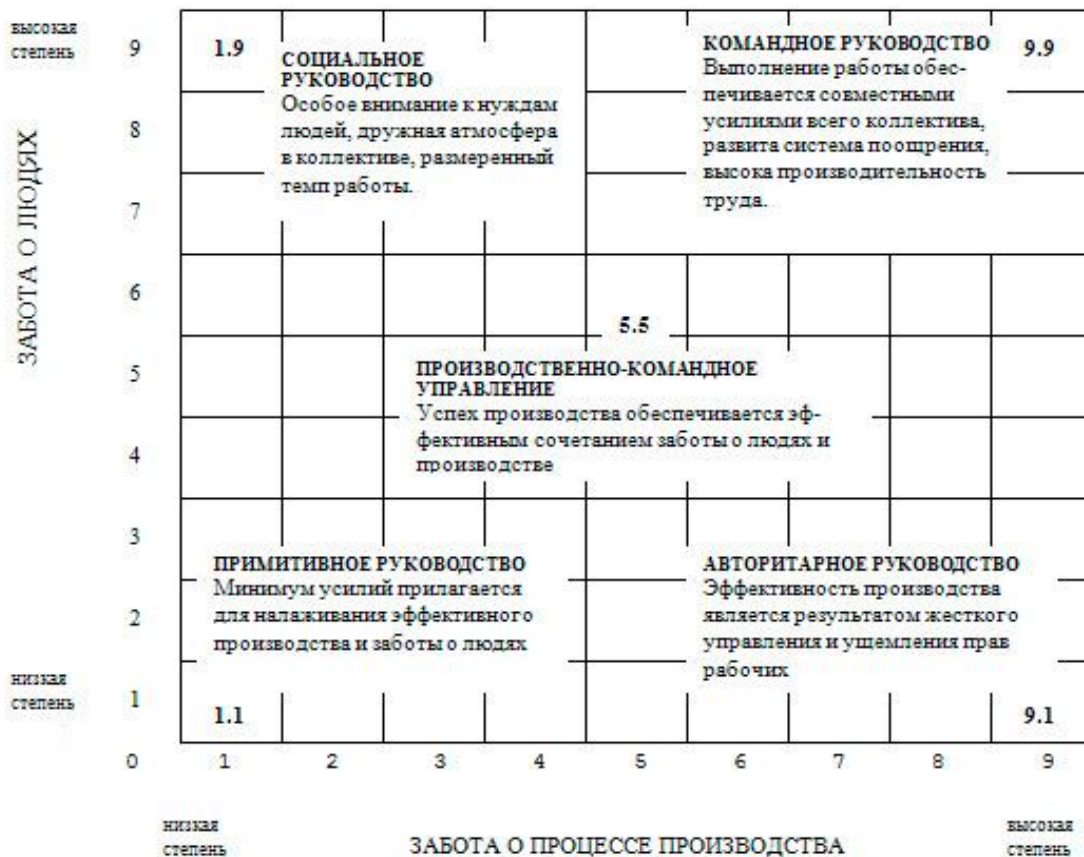 высокая
степень
9
1.9
СОЦИАЛЬНОЕ
РУКОВОДСТВО
Особое внимание к нуждам
людей, дружная атмосфера
в коллективе, размеренный
темп работы.
КОМАНДНОЕ РУКОВОДСТВО
Выполнение работы обес-
печивается совместными
усилиями всего коллектива,
развита система поощрения,
высока производительность
труда.
9.9
8
7
ЗАБОТА О ЛЮДЯХ
6
5.5
5
ПРОИЗВОДСТВЕННО-КОМАНДНОЕ
УПРАВЛЕНИЕ
Успех производства обеспечивается эф-
фективным сочетанием заботы о людях и
производстве
4
3
ПРИМИТИВНОЕ РУКОВОДСТВО
Минимум усилий прилагается
для налаживания эффективного
производства и заботы о людях
АВТОРИТАРНОЕ РУКОВОДСТВО
Эффективность производства
является результатом жесткого
управления и ущемления прав
рабочих
2
низкая
степень
1
1.1
9.1
0 1 2 3 4 5 6 7 8 9
низкая
степень
ЗАБОТА О ПРОЦЕССЕ ПРОИЗВОДСТВА
высокая
степень